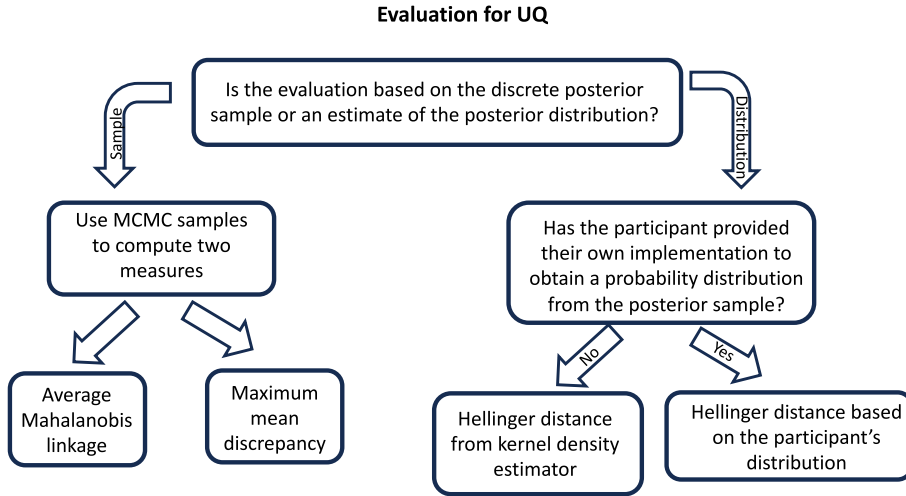 Evaluation for UQ
Is the evaluation based on the discrete posterior
sample or an estimate of the posterior distribution?
Sample
Distribution
Use MCMC samples
to compute two
measures
Has the participant provided
their own implementation to
obtain a probability distribution
from the posterior sample?
No
Yes
Average
Mahalanobis
linkage
Maximum
mean
discrepancy
Hellinger distance
from kernel density
estimator
Hellinger distance based
on the participant's
distribution